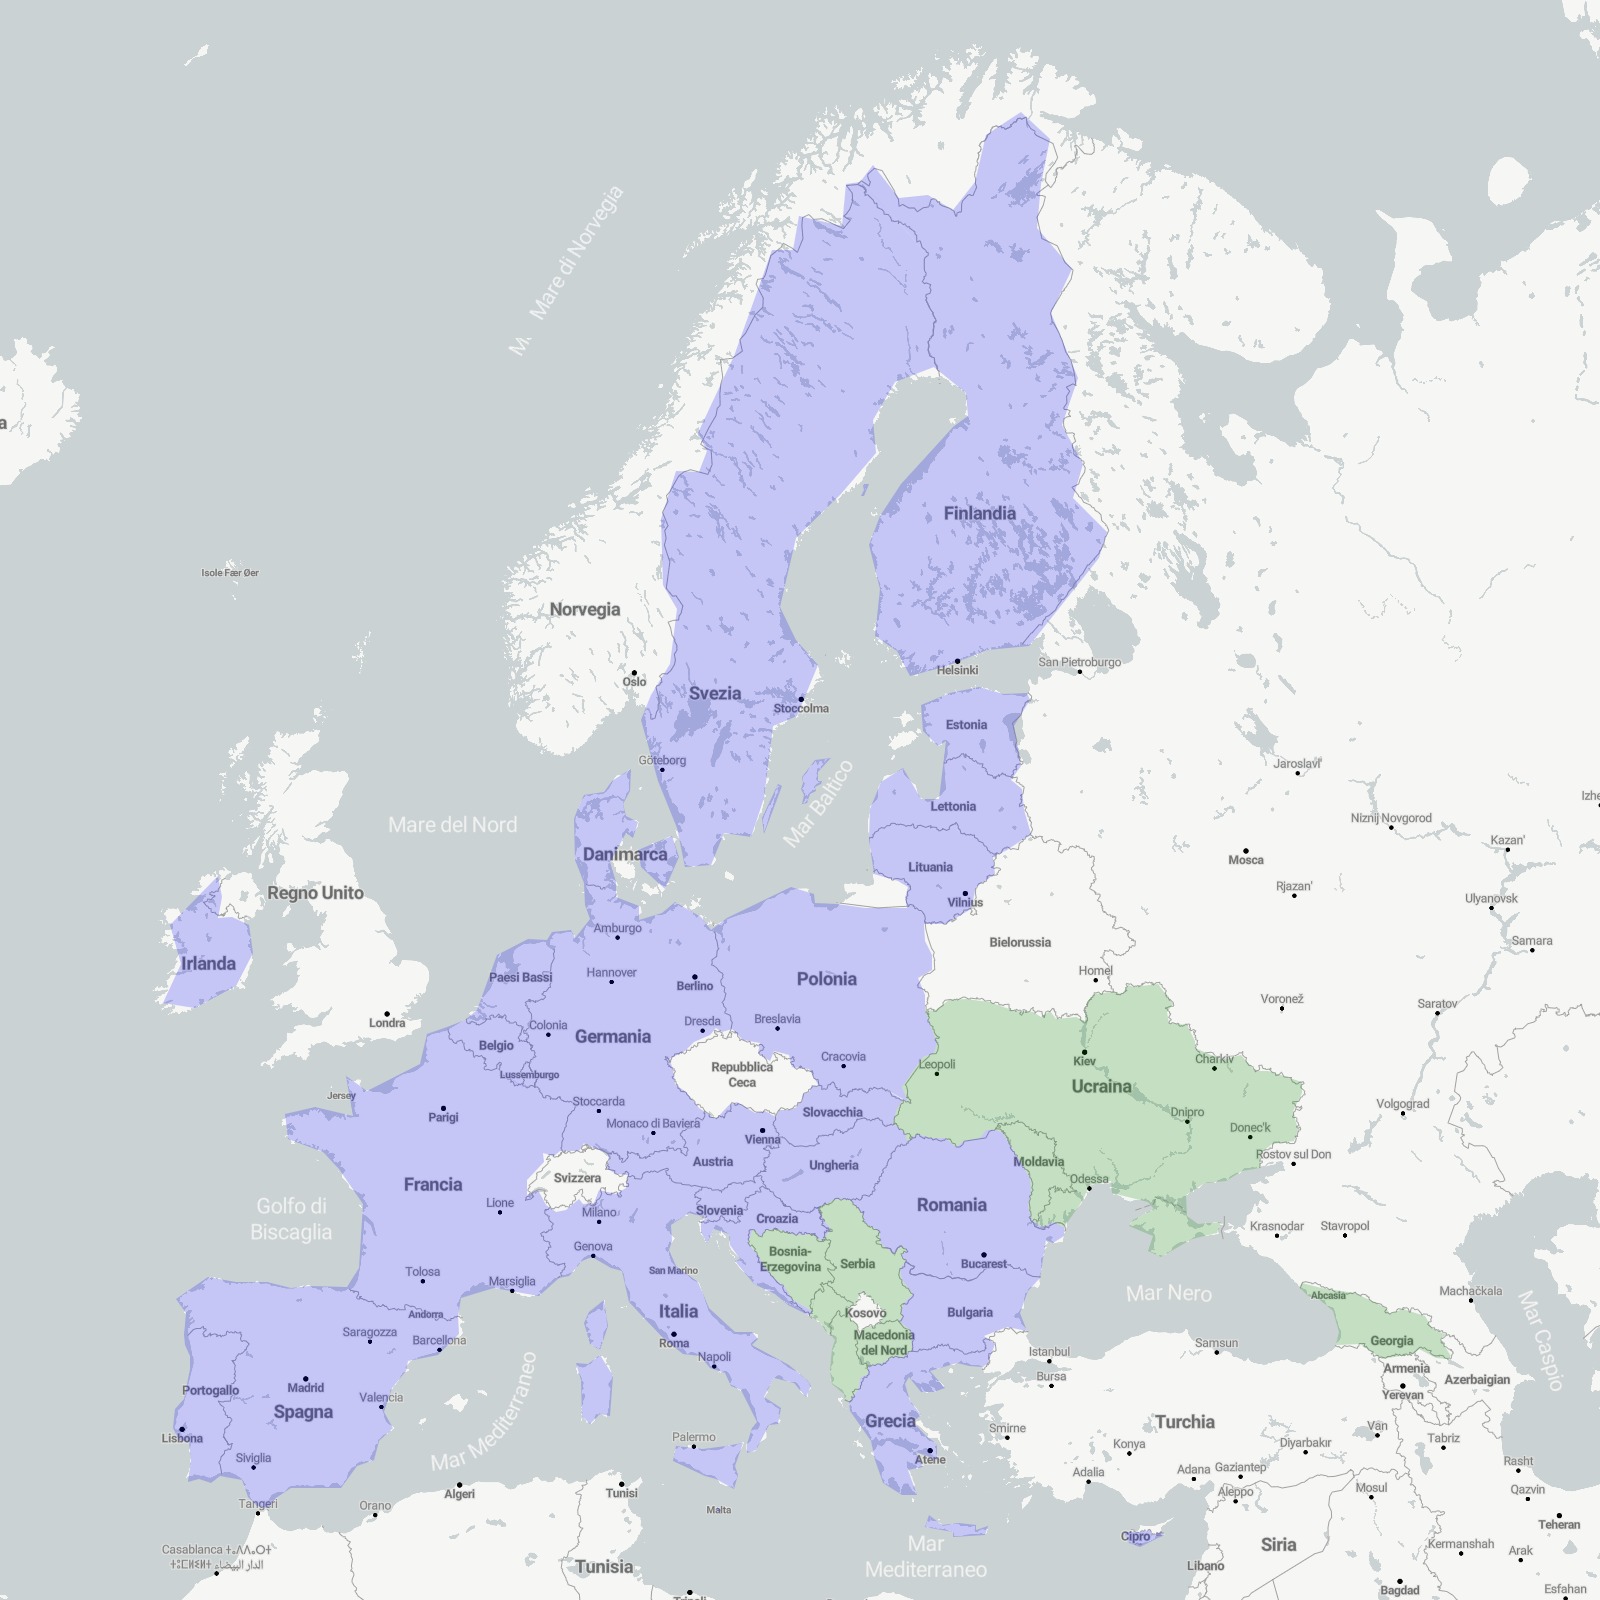 M. Mare di Norvegia
a
Finlandia
Isole Fær Øer
Norvegia
San Pietroburgo
Helsinki
Oslo
Svezia
Stoccolma
Estonia
Göteborg
Jaroslavl'
Mar Baltico
Izhe
Lettonia
Niznij Novgorod
Mare del Nord
Kazan'
Danimarca
Mosca
Lituania
Rjazan'
Regno Unito
Vilnius
Ulyanovsk
Amburgo
Bielorussia
Samara
Irlanda
Hannover
Homel
Paesi Bassi
Polonia
Berlino
Voronež
Saratov
Londra
Dresda
Breslavia
Colonia
Germania
Belgio
Cracovia
Kiev
Charkiv
Repubblica
Ceca
Leopoli
Lussemburgo
Ucraina
Jersey
Stoccarda
Volgograd
Parigi
Slovacchia
Dnipro
Monaco di Baviera
Donec'k
Vienna
Rostov sul Don
Austria
Ungheria
Moldavia
Svizzera
Odessa
Francia
Lione
Romania
Golfo di
Biscaglia
Milano
Slovenia
Croazia
Krasnodar
Stavropol
Genova
Bosnia-
Erzegovina
Serbia
Bucarest
Tolosa
San Marino
Marsiglia
Mar Nero
Abcasia
Machačkala
Mar Caspio
Andorra
Italia
Kosovo
Bulgaria
Saragozza
Barcellona
Roma
Macedonia
del Nord
Georgia
Samsun
Istanbul
Napoli
Armenia
Bursa
Azerbaigian
Portogallo
Madrid
Valencia
Yerevan
Spagna
Mar Mediterraneo
Grecia
Turchia
Smirne
Van
Lisbona
Palermo
Konya
Diyarbakır
Tabriz
Siviglia
Atene
Adalia
Adana
Gaziantep
Rasht
Algeri
Tunisi
Aleppo
Mosul
Qazvin
Tangeri
Orano
Malta
Teheran
Cipro
Mar
Mediterraneo
Siria
Kermanshah
Arak
Casablanca ⵜⴰⴷⴷⴰⵔⵜ
الدار البيضاء
Tunisia
Libano
Bagdad
Esfahan
Tripoli